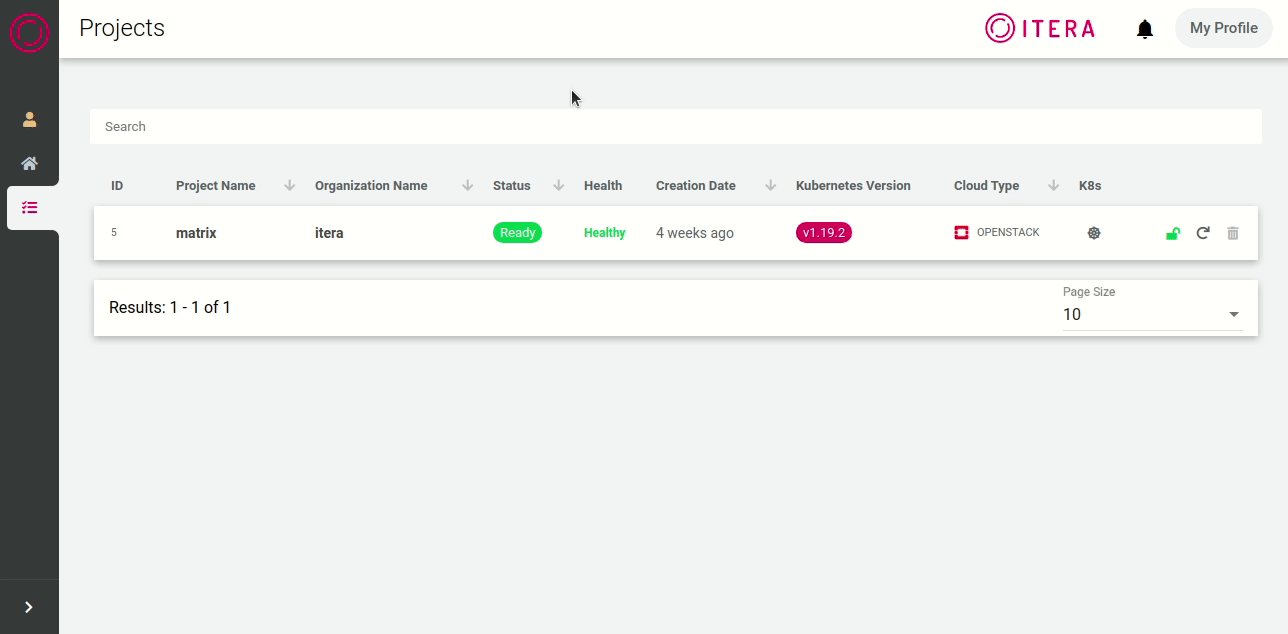 Projects
ITERA
My Profile
Search
ID Project Name Organization Name Status Health Creation Date Kubernetes Version Cloud Type K8s
5 matrix itera Ready Healthy 4 weeks ago v1.19.2 OPENSTACK
Results: 1 - 1 of 1
Page Size
10